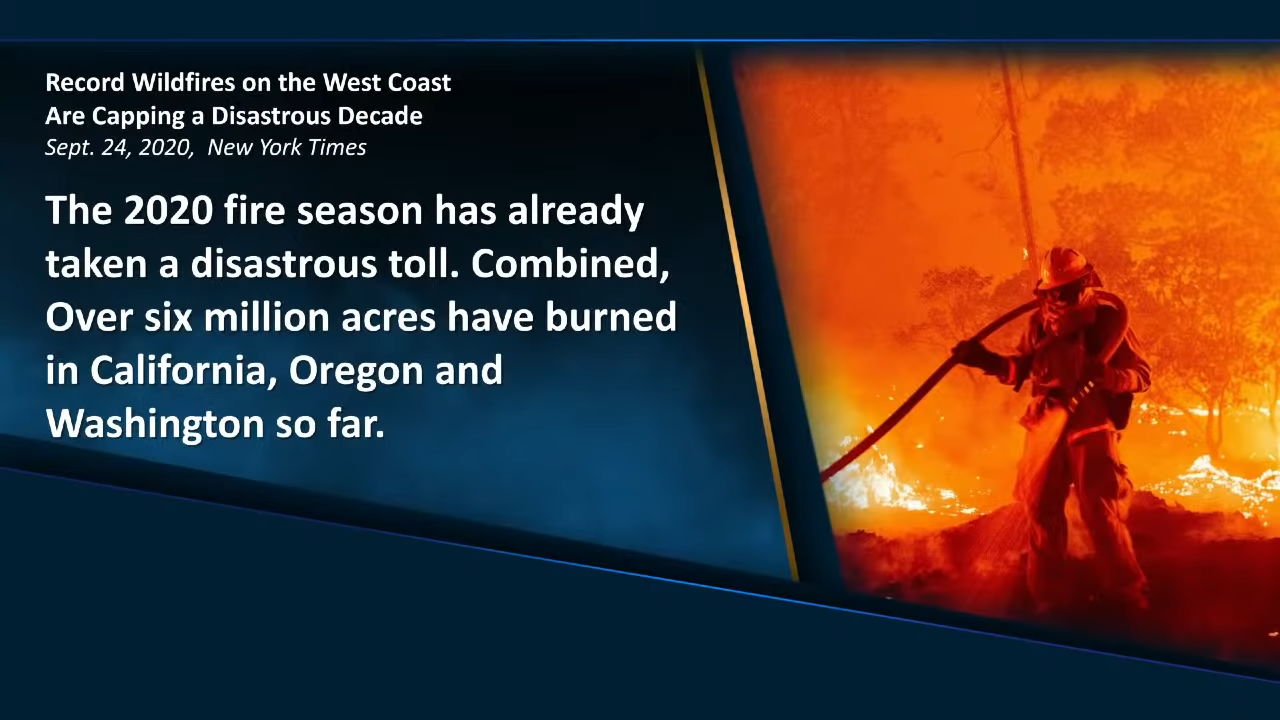 Record Wildfires on the West Coast
Are Capping a Disastrous Decade
Sept. 24, 2020, New York Times
The 2020 fire season has already
taken a disastrous toll. Combined,
Over six million acres have burned
in California, Oregon and
Washington so far.